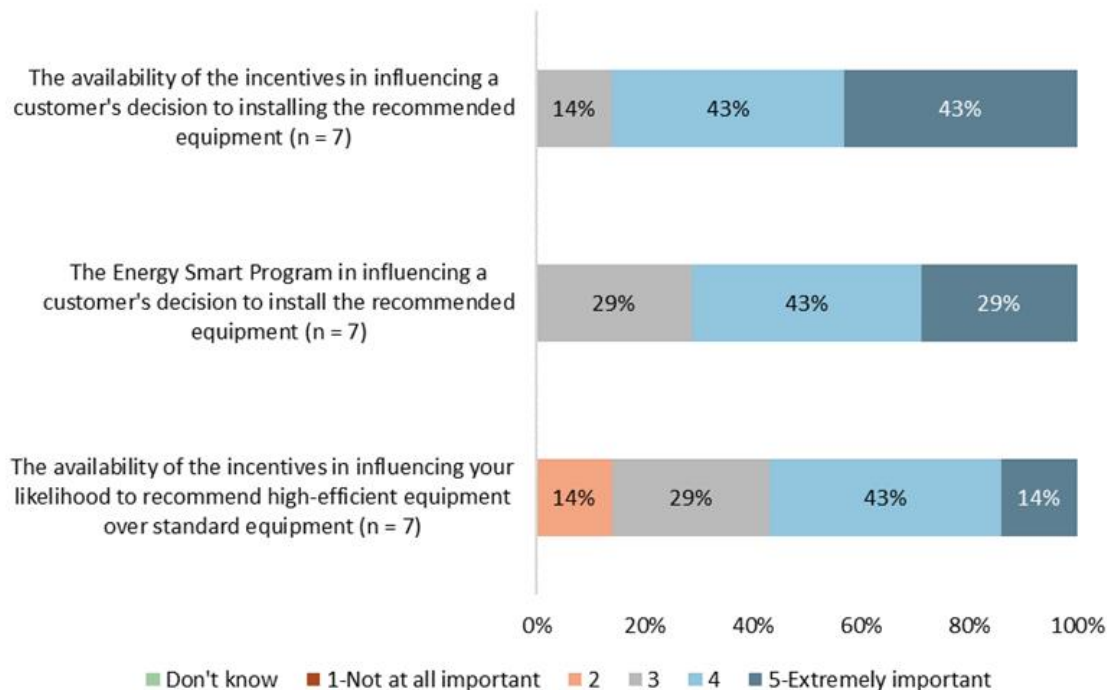 The availability of the incentives in influencing a
customer's decision to installing the recommended
equipment (n = 7)
14% 43% 43%
The Energy Smart Program in influencing a
customer's decision to install the recommended
equipment (n = 7)
29% 43% 29%
The availability of the incentives in influencing your
likelihood to recommend high-efficient equipment
over standard equipment (n = 7)
14% 29% 43% 14%
0% 20% 40% 60% 80% 100%
Don't know 1-Not at all important 2 3 4 5-Extremely important